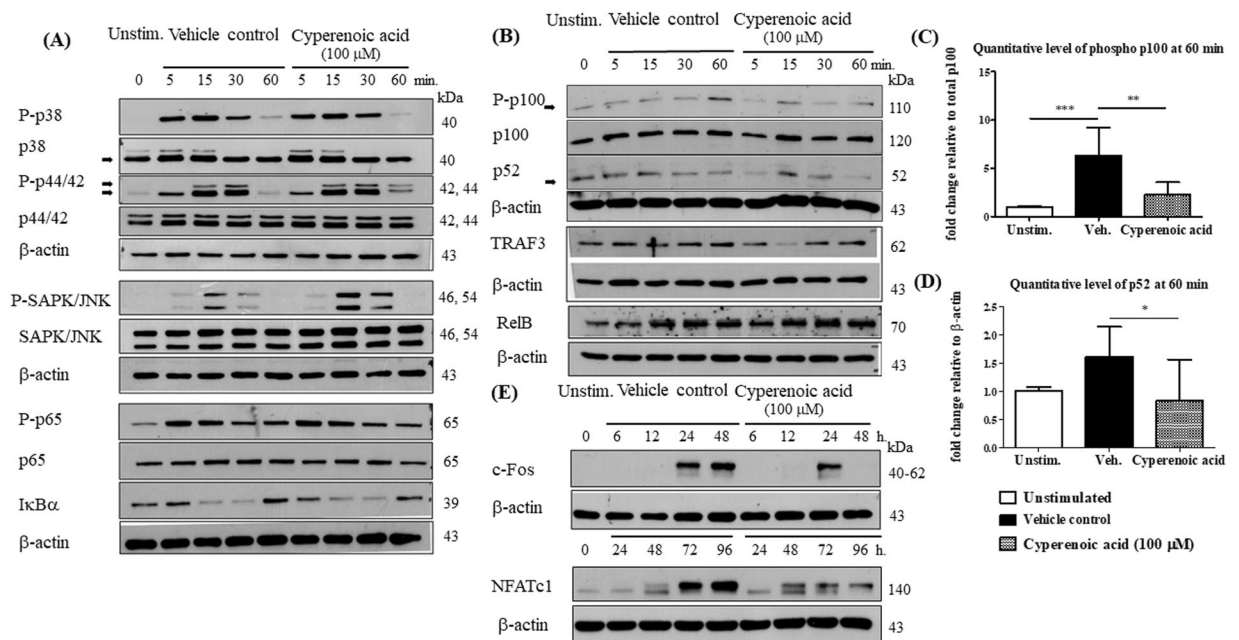 (A)
Unstim. Vehicle control Cyperenoic acid
(100 μM)
0 5 15 30 60 5 15 30 60 min.
kDa
P-p38 40
p38 40
P-p44/42 42, 44
p44/42 42, 44
β-actin 43
P-SAPK/JNK 46, 54
SAPK/JNK 46, 54
β-actin 43
P-p65 65
p65 65
IκBα 39
β-actin 43
(B)
Unstim. Vehicle control Cyperenoic acid
(100 μM)
0 5 15 30 60 5 15 30 60 min.
kDa
P-p100 110
p100 120
p52 52
β-actin 43
TRAF3 62
β-actin 43
RelB 70
β-actin 43
(E)
Unstim. Vehicle control Cyperenoic acid
(100 μM)
0 6 12 24 48 6 12 24 48 h.
kDa
c-Fos 40-62
β-actin 43
0 24 48 72 96 24 48 72 96 h.
NFATc1 140
β-actin 43
(C)
Quantitative level of phospho p100 at 60 min
fold change relative to total p100
15
10
5
0
*** **
Unstim. Veh. Cyperenoic acid
(D)
Quantitative level of p52 at 60 min
fold change relative to β-actin
2.5
2.0
1.5
1.0
0.5
0.0
*
Unstim. Veh. Cyperenoic acid
Unstimulated
Vehicle control
Cyperenoic acid (100 μM)